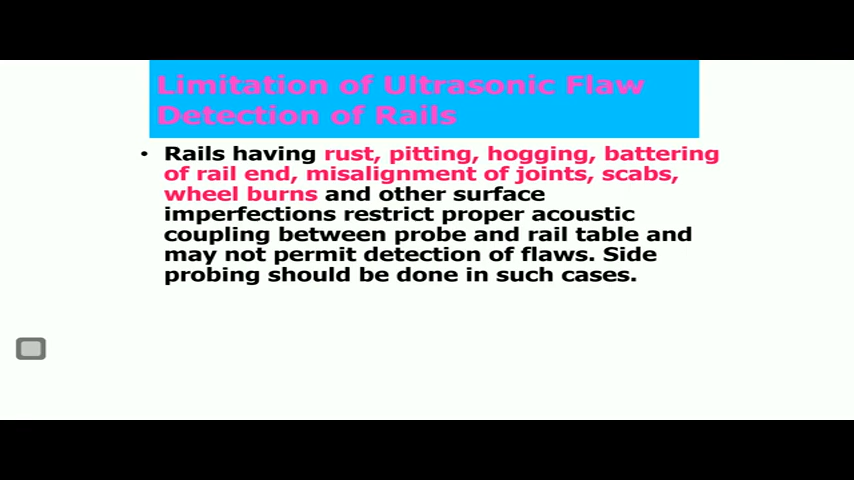 Limitation of Ultrasonic Flaw
Detection of Rails
• Rails having rust, pitting, hogging, battering
of rail end, misalignment of joints, scabs,
wheel burns and other surface
imperfections restrict proper acoustic
coupling between probe and rail table and
may not permit detection of flaws. Side
probing should be done in such cases.